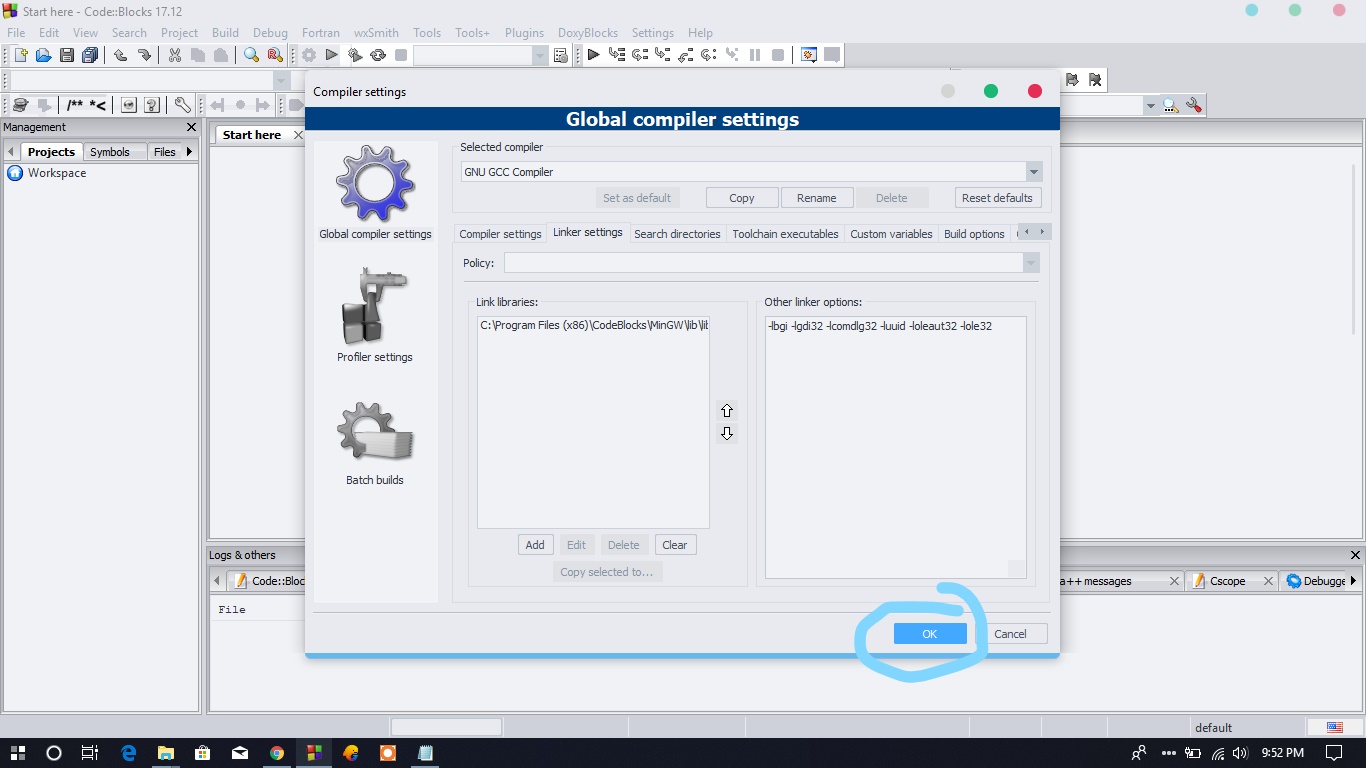 Start here - Code::Blocks 17.12
File Edit View Search Project Build Debug Fortran wxSmith Tools Tools+ Plugins DoxyBlocks Settings Help
/** *<
Management
Projects Symbols Files
Workspace
Start here
Compiler settings
Global compiler settings
Global compiler settings
Profiler settings
Batch builds
Selected compiler
GNU GCC Compiler
Set as default Copy Rename Delete Reset defaults
Compiler settings Linker settings Search directories Toolchain executables Custom variables Build options
Policy:
Link libraries:
C:\Program Files (x86)\CodeBlocks\MinGW\lib\lib
Add Edit Delete Clear
Copy selected to...
Other linker options:
-lbgi -lgdi32 -lcomdlg32 -luuid -loleaut32 -lole32
OK Cancel
Logs & others
Code::Bloc
a++ messages Cscope Debugge
File
default
9:52 PM